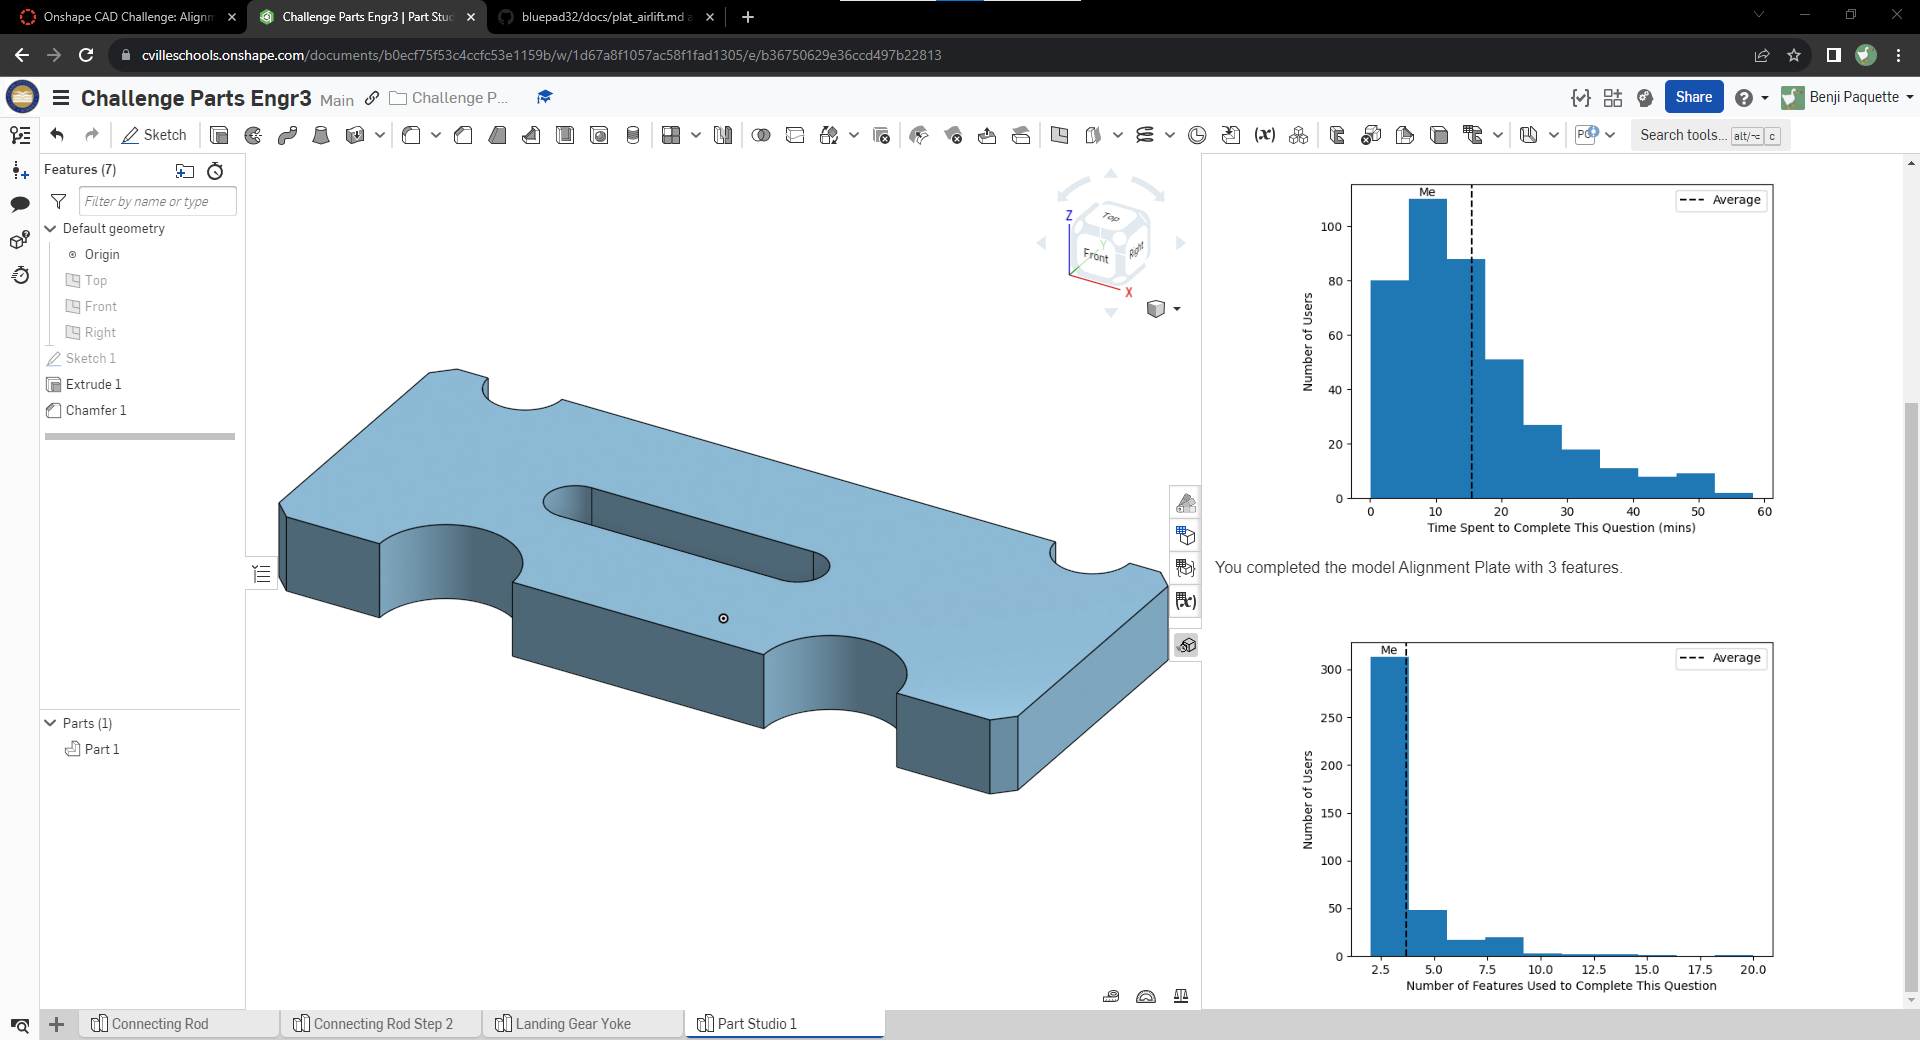 Onshape CAD Challenge: Alignn
Challenge Parts Engr3 | Part Stu
bluepad32/docs/plat_airlift.md a
cvilleschools.onshape.com/documents/b0ecf75f53c4ccfc53e1159b/w/1d67a8f1057ac58f1fad1305/e/b36750629e36ccd497b22813
Challenge Parts Engr3 Main Challenge P...
Share
Benji Paquette
Sketch
Search tools... alt/⌥ c
Features (7)
Filter by name or type
Default geometry
Origin
Top
Front
Right
Sketch 1
Extrude 1
Chamfer 1
Parts (1)
Part 1
Z
Top
Y
Front
Right
X
(x)
Me
Average
100
80
60
40
20
0
Number of Users
0 10 20 30 40 50 60
Time Spent to Complete This Question (mins)
You completed the model Alignment Plate with 3 features.
Me
Average
300
250
200
150
100
50
0
Number of Users
2.5 5.0 7.5 10.0 12.5 15.0 17.5 20.0
Number of Features Used to Complete This Question
Connecting Rod
Connecting Rod Step 2
Landing Gear Yoke
Part Studio 1